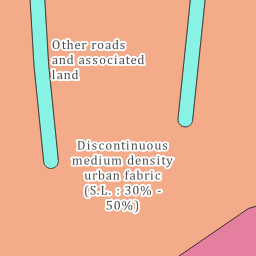 Other roads
and associated
land
Discontinuous
medium density
urban fabric
(S.L. : 30% -
50%)